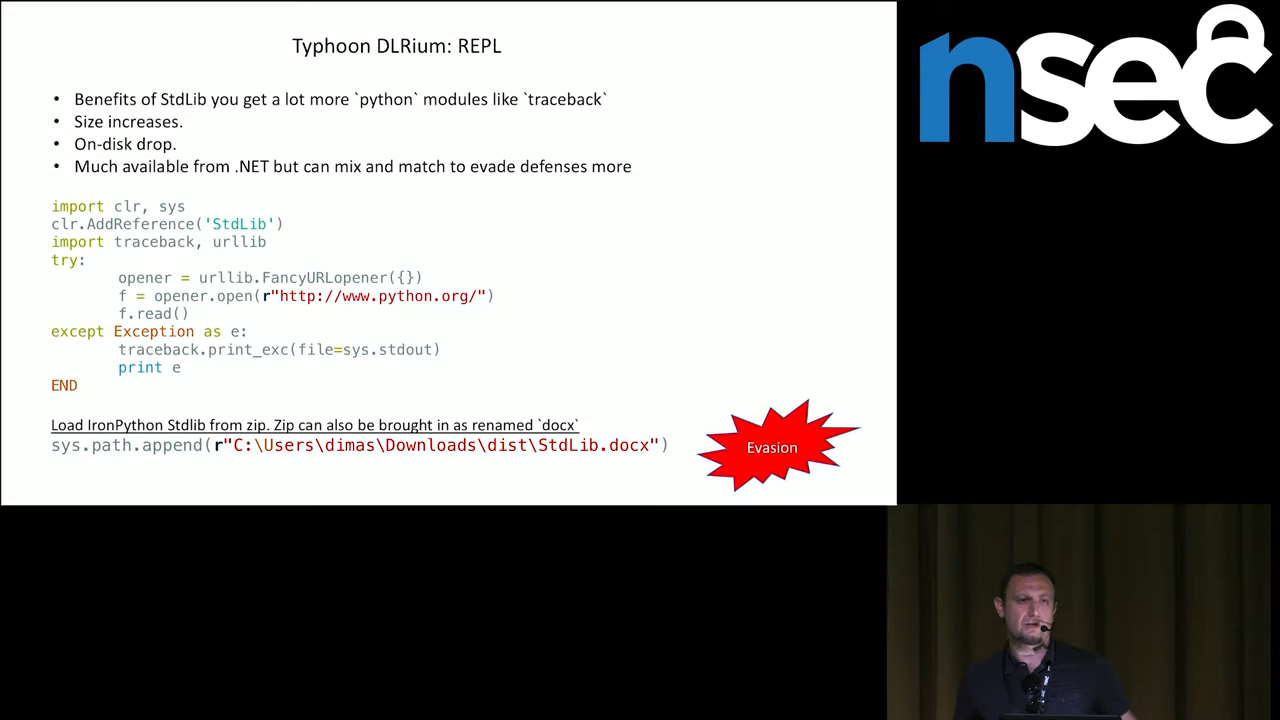 Typhoon DLRium: REPL
• Benefits of StdLib you get a lot more `python` modules like `traceback`
• Size increases.
• On-disk drop.
• Much available from .NET but can mix and match to evade defenses more
import clr, sys
clr.AddReference('StdLib')
import traceback, urllib
try:
opener = urllib.FancyURLopener({})
f = opener.open(r"http://www.python.org/")
f.read()
except Exception as e:
traceback.print_exc(file=sys.stdout)
print e
END
Load IronPython Stdlib from zip. Zip can also be brought in as renamed `docx`
sys.path.append(r"C:\Users\dimas\Downloads\dist\StdLib.docx")
Evasion
nsec